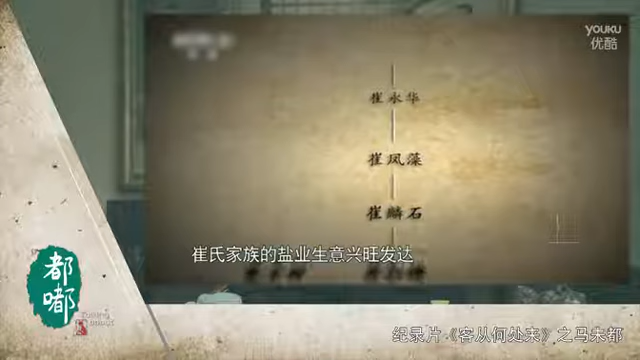 YOUKU
优酷
崔永华
崔凤藻
崔麟石
崔氏家族的盐业生意兴旺发达
都
嘟
纪录片《客从何处来》之马未都